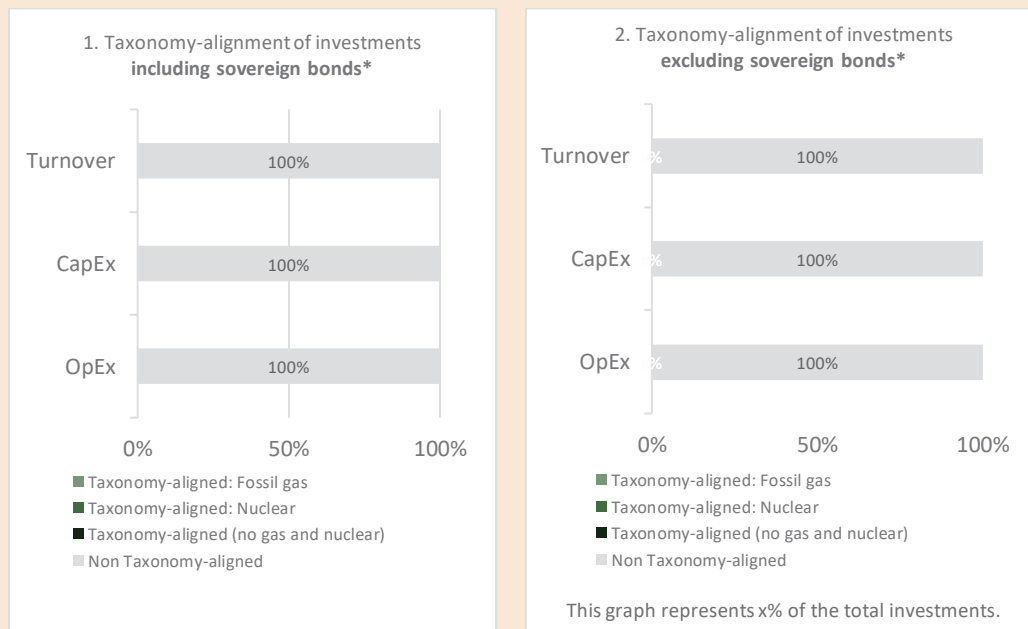 1. Taxonomy-alignment of investments
including sovereign bonds*
Turnover
100%
CapEx
100%
OpEx
100%
0% 50% 100%
Taxonomy-aligned: Fossil gas
Taxonomy-aligned: Nuclear
Taxonomy-aligned (no gas and nuclear)
Non Taxonomy-aligned
2. Taxonomy-alignment of investments
excluding sovereign bonds*
Turnover
% 100%
CapEx
% 100%
OpEx
% 100%
0% 50% 100%
Taxonomy-aligned: Fossil gas
Taxonomy-aligned: Nuclear
Taxonomy-aligned (no gas and nuclear)
Non Taxonomy-aligned
This graph represents x% of the total investments.